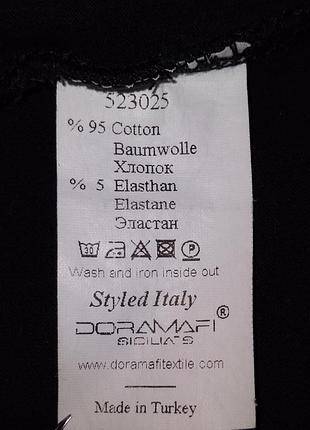 523025
% 95 Cotton
Baumwolle
Хлопок
% 5 Elasthan
Elastane
Эластан
30 P
Wash and iron inside out
Styled Italy
DORAMAFI ®
SICILIA'S
www.doramafitextile.com
Made in Turkey